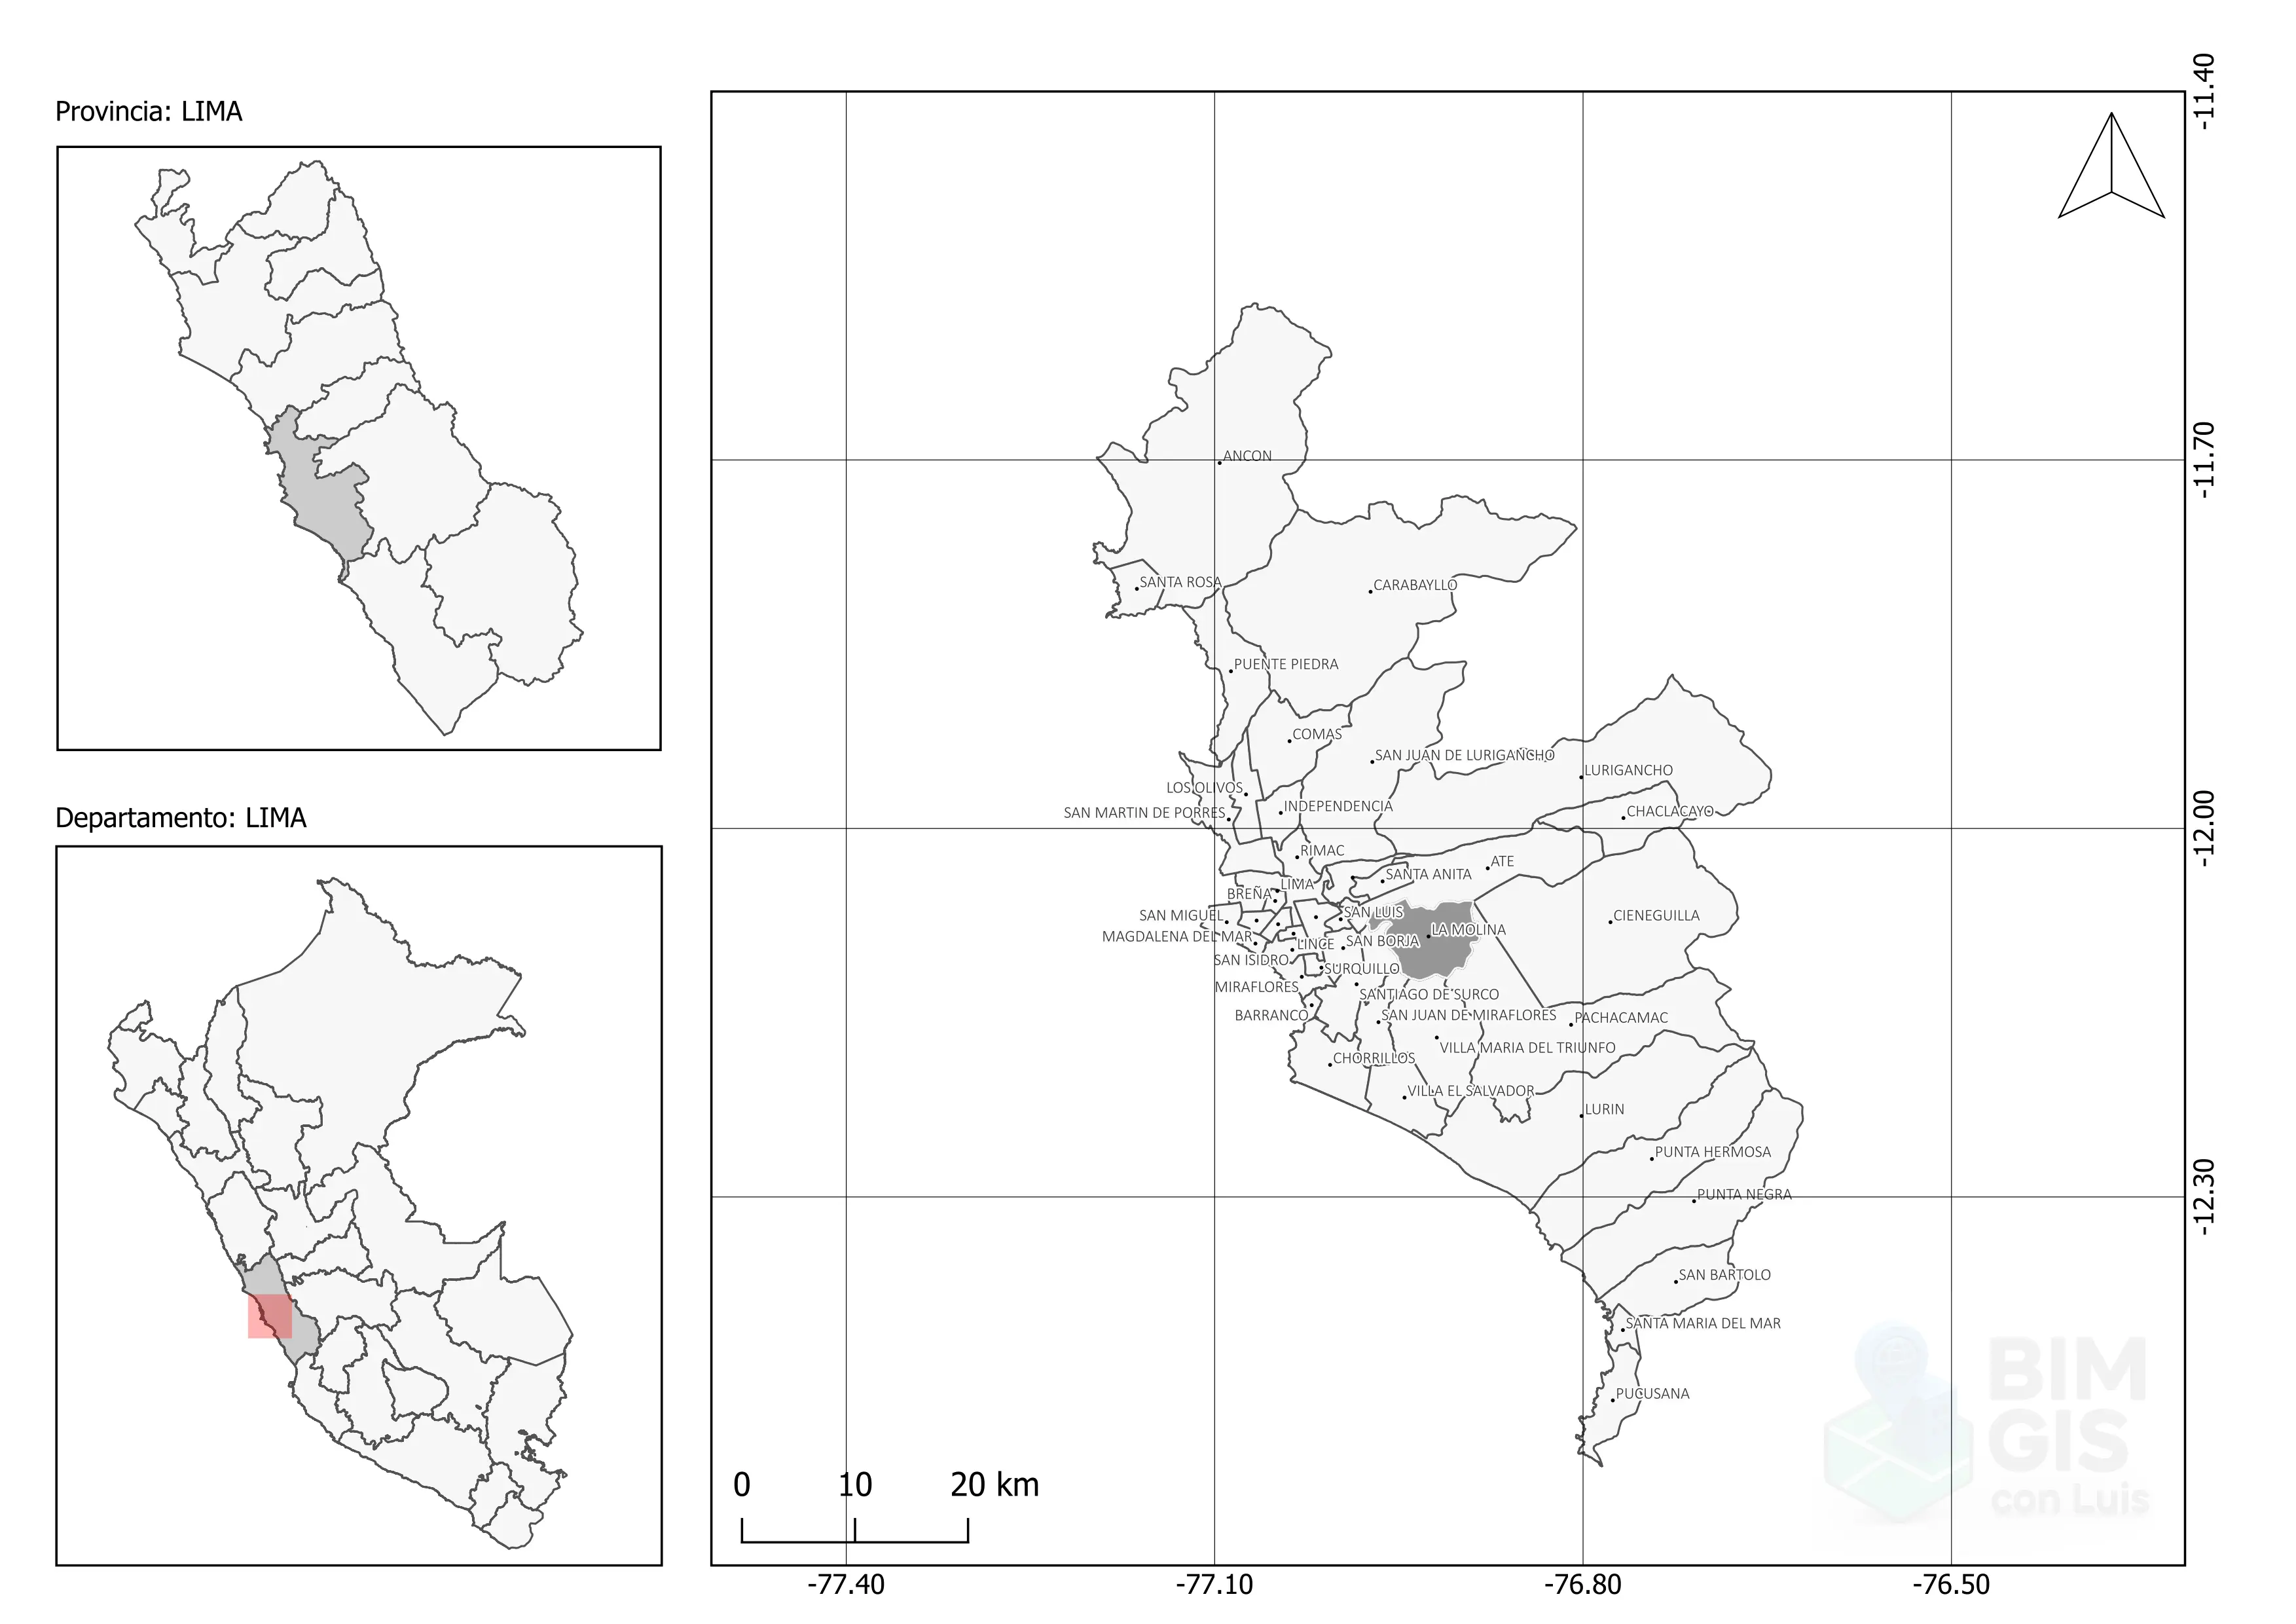 Provincia: LIMA
Departamento: LIMA
-11.40
-11.70
-12.00
-12.30
ANCON
SANTA ROSA
CARABAYLLO
PUENTE PIEDRA
COMAS
SAN JUAN DE LURIGANCHO
LURIGANCHO
LOS OLIVOS
INDEPENDENCIA
SAN MARTIN DE PORRES
CHACLACAYO
RIMAC
ATE
SANTA ANITA
LIMA
BREÑA
SAN MIGUEL
SAN LUIS
CIENEGUILLA
LA MOLINA
MAGDALENA DEL MAR
LINCE
SAN BORJA
SAN ISIDRO
SURQUILLO
MIRAFLORES
SANTIAGO DE SURCO
BARRANCO
SAN JUAN DE MIRAFLORES
PACHACAMAC
VILLA MARIA DEL TRIUNFO
CHORRILLOS
VILLA EL SALVADOR
LURIN
PUNTA HERMOSA
PUNTA NEGRA
SAN BARTOLO
SANTA MARIA DEL MAR
PUCUSANA
BIM
GIS
con Luis
0 10 20 km
-77.40 -77.10 -76.80 -76.50